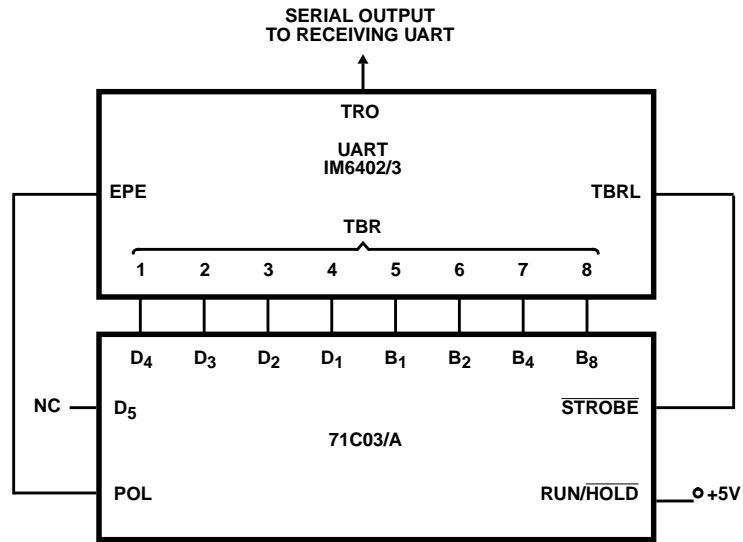 SERIAL OUTPUT
TO RECEIVING UART
TRO
UART
IM6402/3
EPE
TBRL
TBR
1 2 3 4 5 6 7 8
D4 D3 D2 D1 B1 B2 B4 B8
NC
D5
STROBE
71C03/A
POL
RUN/HOLD
+5V